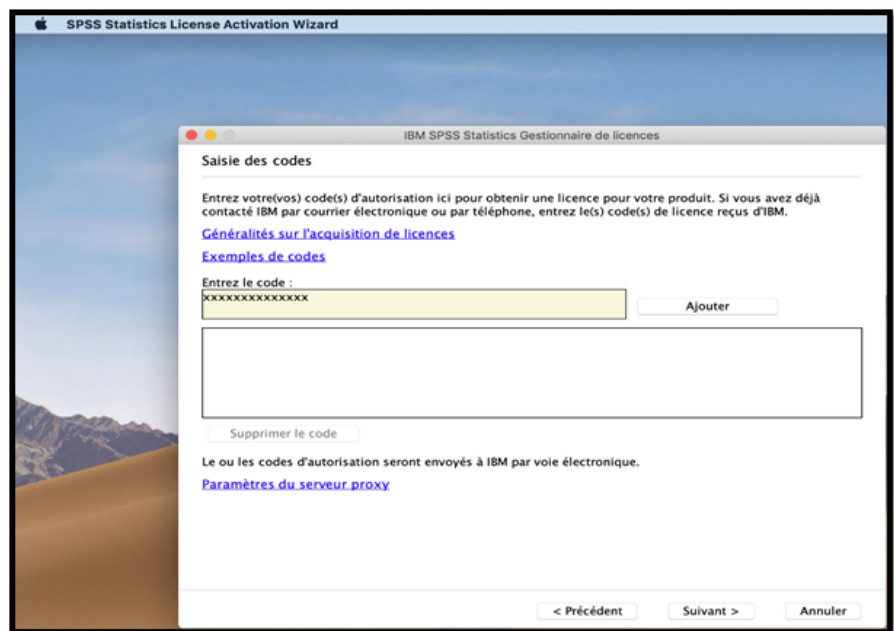 SPSS Statistics License Activation Wizard
IBM SPSS Statistics Gestionnaire de licences
Saisie des codes
Entrez votre(vos) code(s) d'autorisation ici pour obtenir une licence pour votre produit. Si vous avez déjà
contacté IBM par courrier électronique ou par téléphone, entrez le(s) code(s) de licence reçus d'IBM.
Généralités sur l'acquisition de licences
Exemples de codes
Entrez le code :
xxxxxxxxxxxxxx
Ajouter
Supprimer le code
Le ou les codes d'autorisation seront envoyés à IBM par voie électronique.
Paramètres du serveur proxy
< Précédent Suivant > Annuler